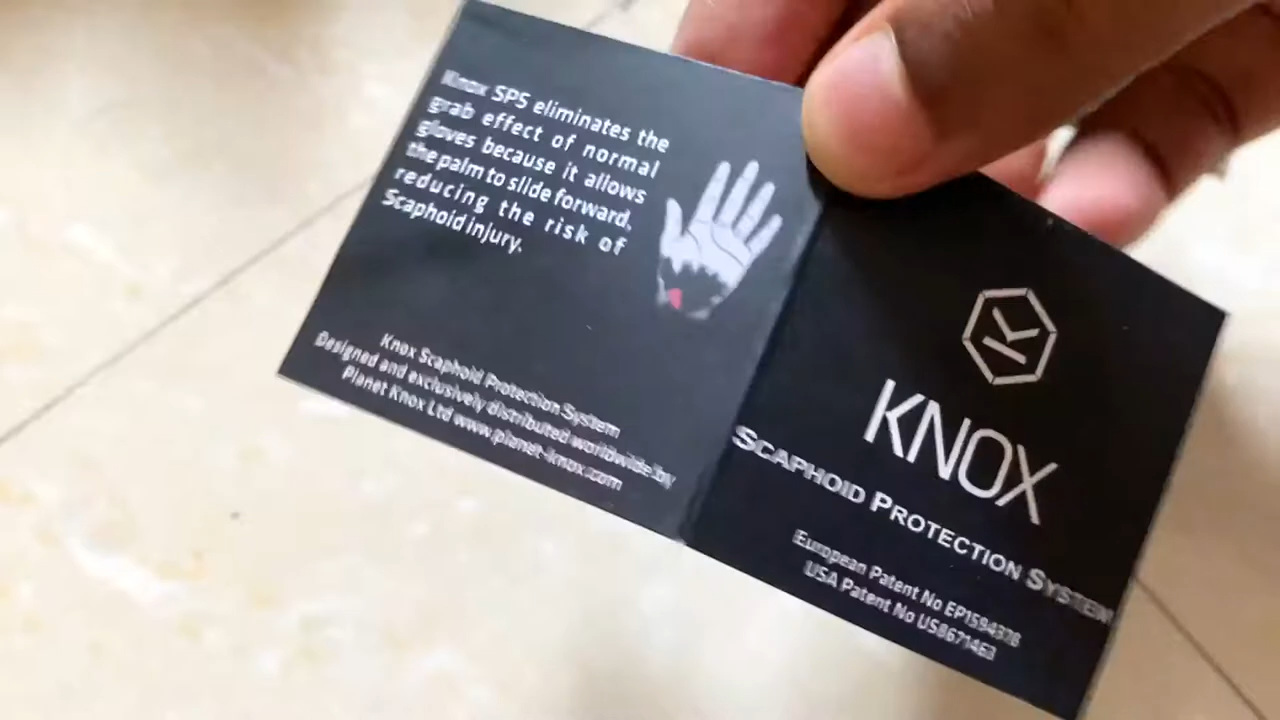 Knox SPS eliminates the
grab effect of normal
gloves because it allows
the palm to slide forward,
reducing the risk of
Scaphoid injury.
Knox Scaphoid Protection System
Designed and exclusively distributed worldwide by
Planet Knox Ltd www.planet-knox.com
K
KNOX
SCAPHOID PROTECTION SYSTEM
European Patent No EP1594378
USA Patent No US8671463